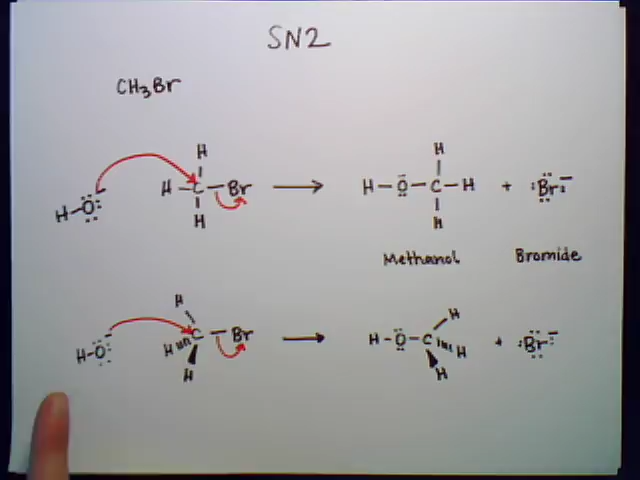 SN2
CH₃Br
H
H-Ö:⁻ H-C-Br → H-Ö-C-H + :Br:⁻
H
H
H
Methanol Bromide
H
H-Ö:⁻ H C-Br → H-Ö-C H + :Br:⁻
H
H
H